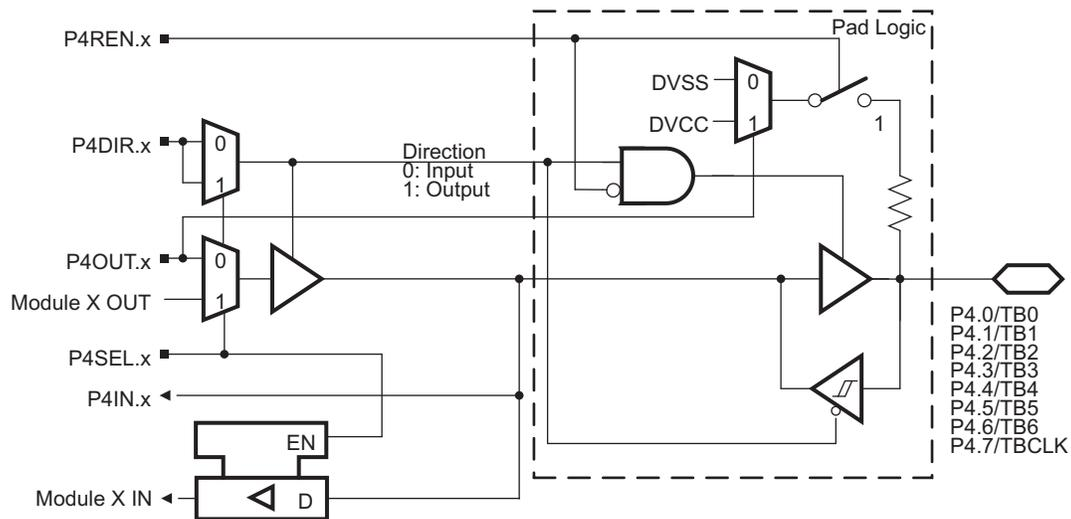 Pad Logic
P4REN.x
DVSS
0
DVCC
1
1
P4DIR.x
0
1
Direction
0: Input
1: Output
P4OUT.x
0
Module X OUT
1
P4SEL.x
P4IN.x
EN
Module X IN
D
P4.0/TB0
P4.1/TB1
P4.2/TB2
P4.3/TB3
P4.4/TB4
P4.5/TB5
P4.6/TB6
P4.7/TBCLK